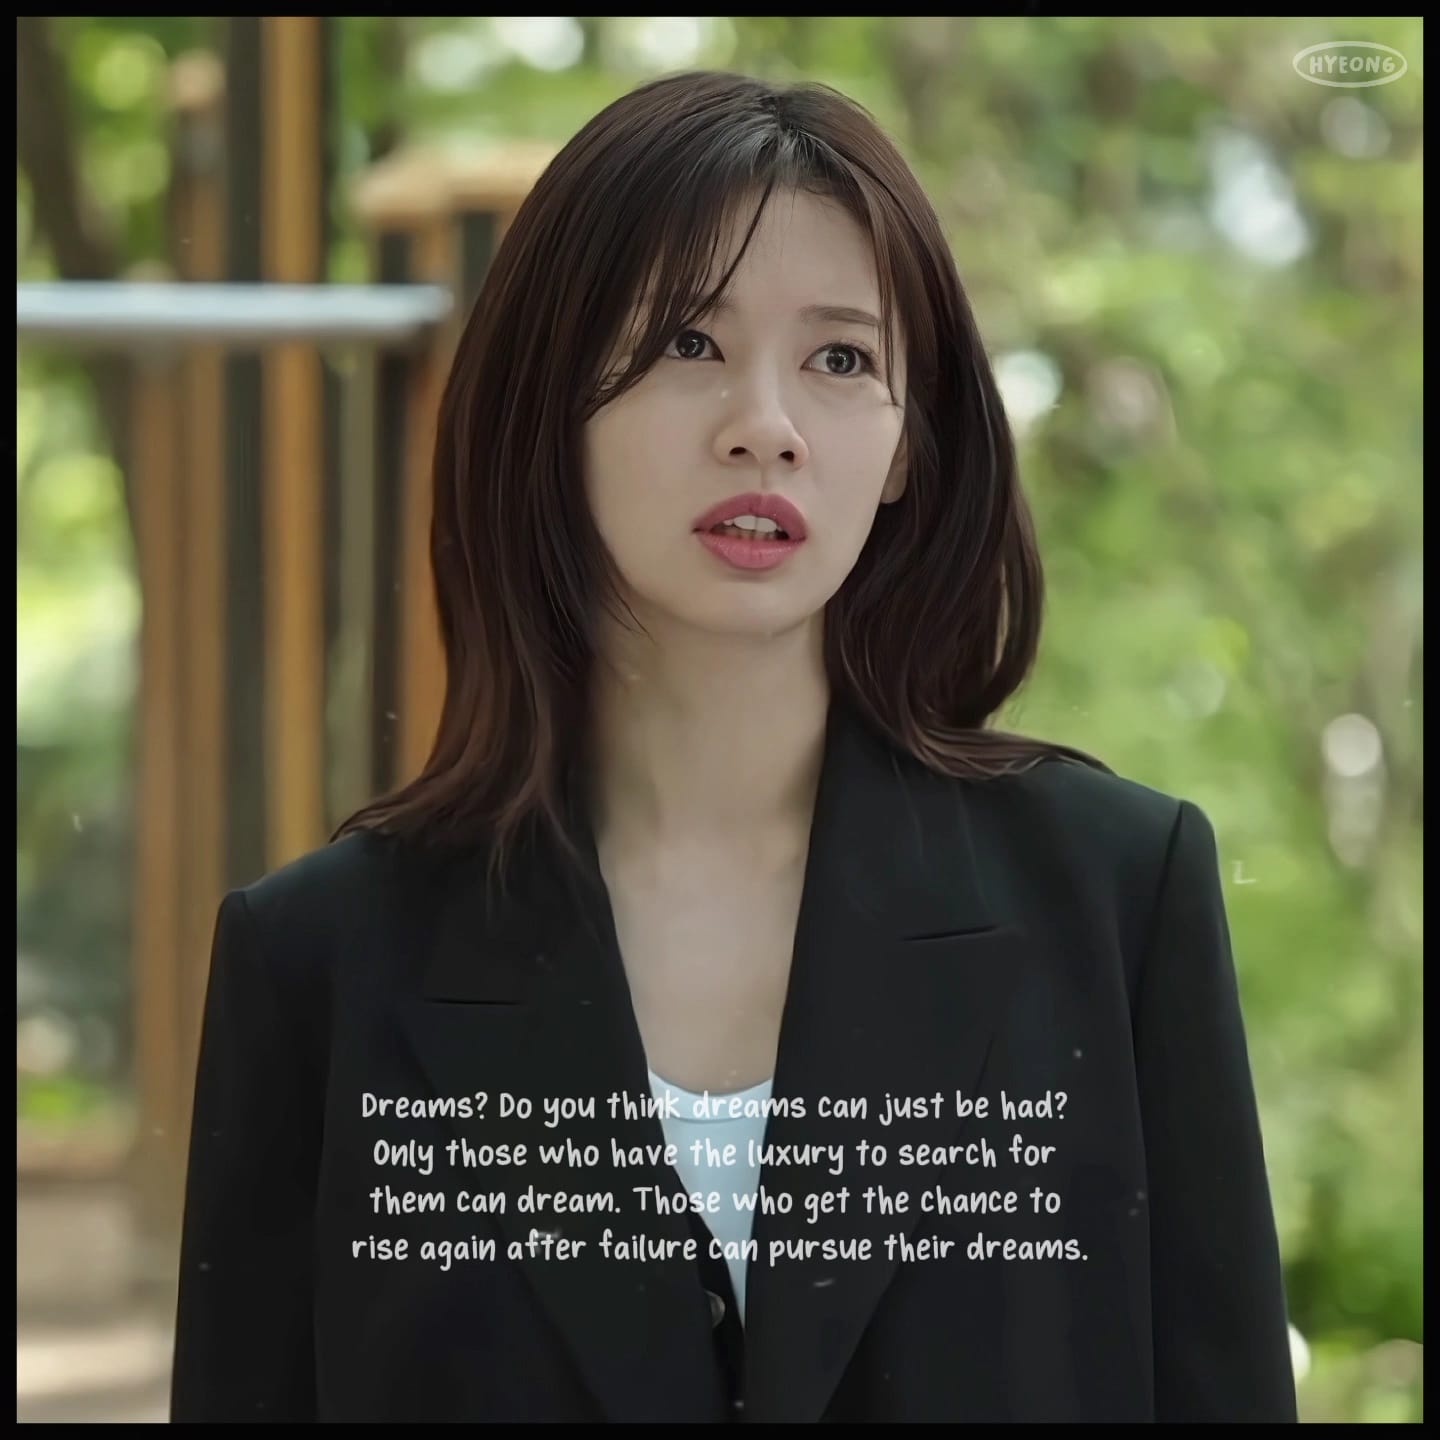 HYEONG
Dreams? Do you think dreams can just be had?
Only those who have the luxury to search for
them can dream. Those who get the chance to
rise again after failure can pursue their dreams.